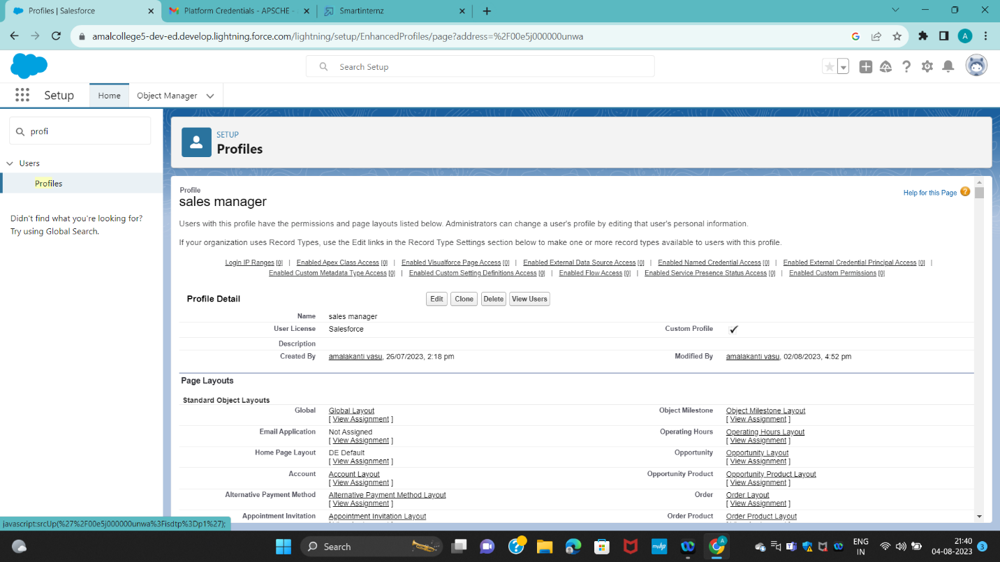 Profiles | Salesforce
Platform Credentials - APSCHE -
Smartinternz
amalcollege5-dev-ed.develop.lightning.force.com/lightning/setup/EnhancedProfiles/page?address=%2F00e5j000000unwa
A
Search Setup
Setup
Home
Object Manager
profi
Users
Profiles
Didn't find what you're looking for?
Try using Global Search.
SETUP
Profiles
Profile
sales manager
Help for this Page ?
Users with this profile have the permissions and page layouts listed below. Administrators can change a user's profile by editing that user's personal information.
If your organization uses Record Types, use the Edit links in the Record Type Settings section below to make one or more record types available to users with this profile.
Login IP Ranges [0] | Enabled Apex Class Access [0] | Enabled Visualforce Page Access [0] | Enabled External Data Source Access [0] | Enabled Named Credential Access [0] | Enabled External Credential Principal Access [0] |
Enabled Custom Metadata Type Access [0] | Enabled Custom Setting Definitions Access [0] | Enabled Flow Access [0] | Enabled Service Presence Status Access [0] | Enabled Custom Permissions [0]
Profile Detail
Edit Clone Delete View Users
Name sales manager
User License Salesforce Custom Profile
Description
Created By amalakanti vasu, 26/07/2023, 2:18 pm Modified By amalakanti vasu, 02/08/2023, 4:52 pm
Page Layouts
Standard Object Layouts
Global Global Layout Object Milestone Object Milestone Layout
[ View Assignment ] [ View Assignment ]
Email Application Not Assigned Operating Hours Operating Hours Layout
[ View Assignment ] [ View Assignment ]
Home Page Layout DE Default Opportunity Opportunity Layout
[ View Assignment ] [ View Assignment ]
Account Account Layout Opportunity Product Opportunity Product Layout
[ View Assignment ] [ View Assignment ]
Alternative Payment Method Alternative Payment Method Layout Order Order Layout
[ View Assignment ] [ View Assignment ]
Appointment Invitation Appointment Invitation Layout Order Product Order Product Layout
javascript:srcUp(%27%2F00e5j000000unwa%3Fisdtp%3Dp1%27);
Search
mvhp
A
ENG
IN
21:40
04-08-2023
3